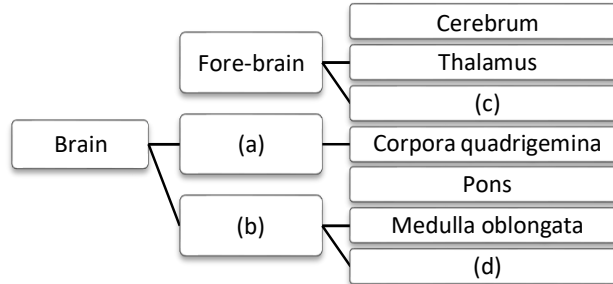 Cerebrum
Fore-brain
Thalamus
(c)
Brain
(a)
Corpora quadrigemina
Pons
(b)
Medulla oblongata
(d)